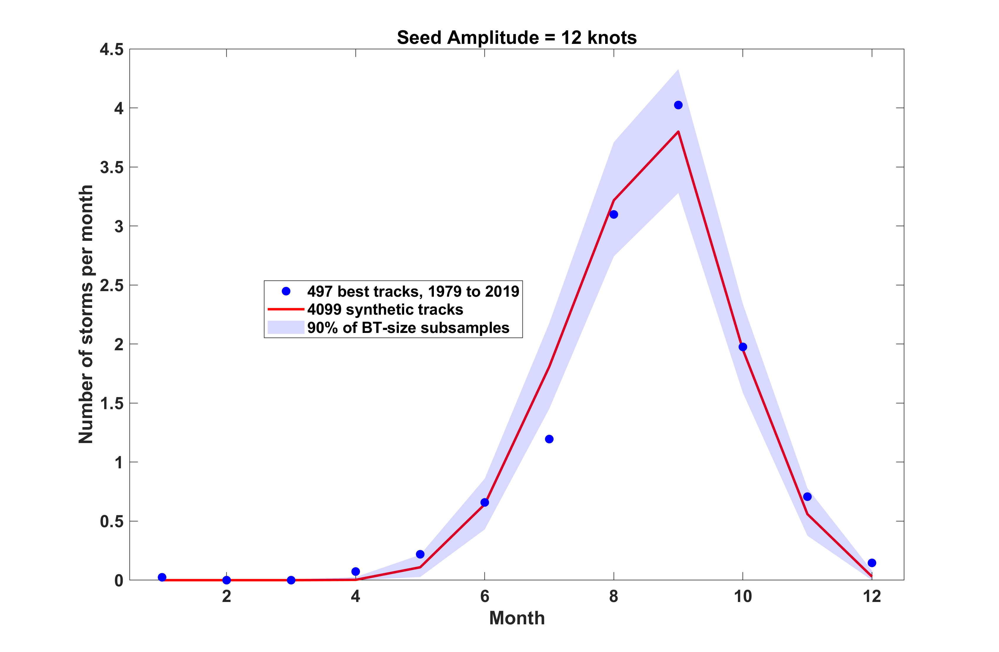 Seed Amplitude = 12 knots
4.5
4
3.5
3
2.5
2
1.5
1
0.5
0
Number of storms per month
497 best tracks, 1979 to 2019
4099 synthetic tracks
90% of BT-size subsamples
2 4 6 8 10 12
Month